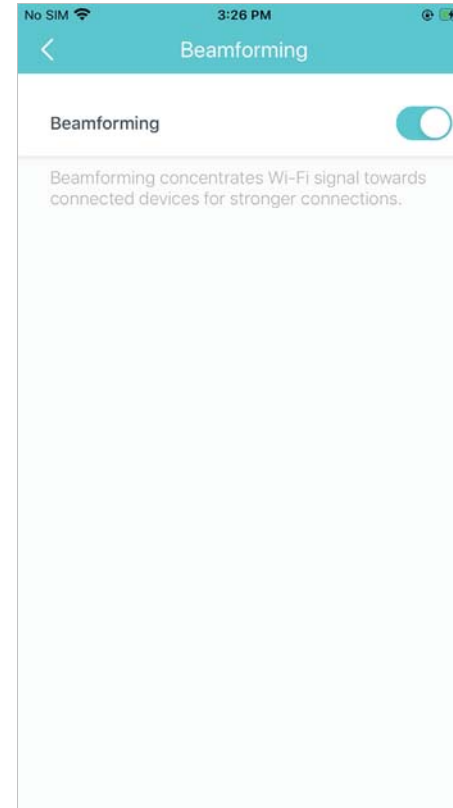 No SIM 3:26 PM
Beamforming
Beamforming
Beamforming concentrates Wi-Fi signal towards
connected devices for stronger connections.